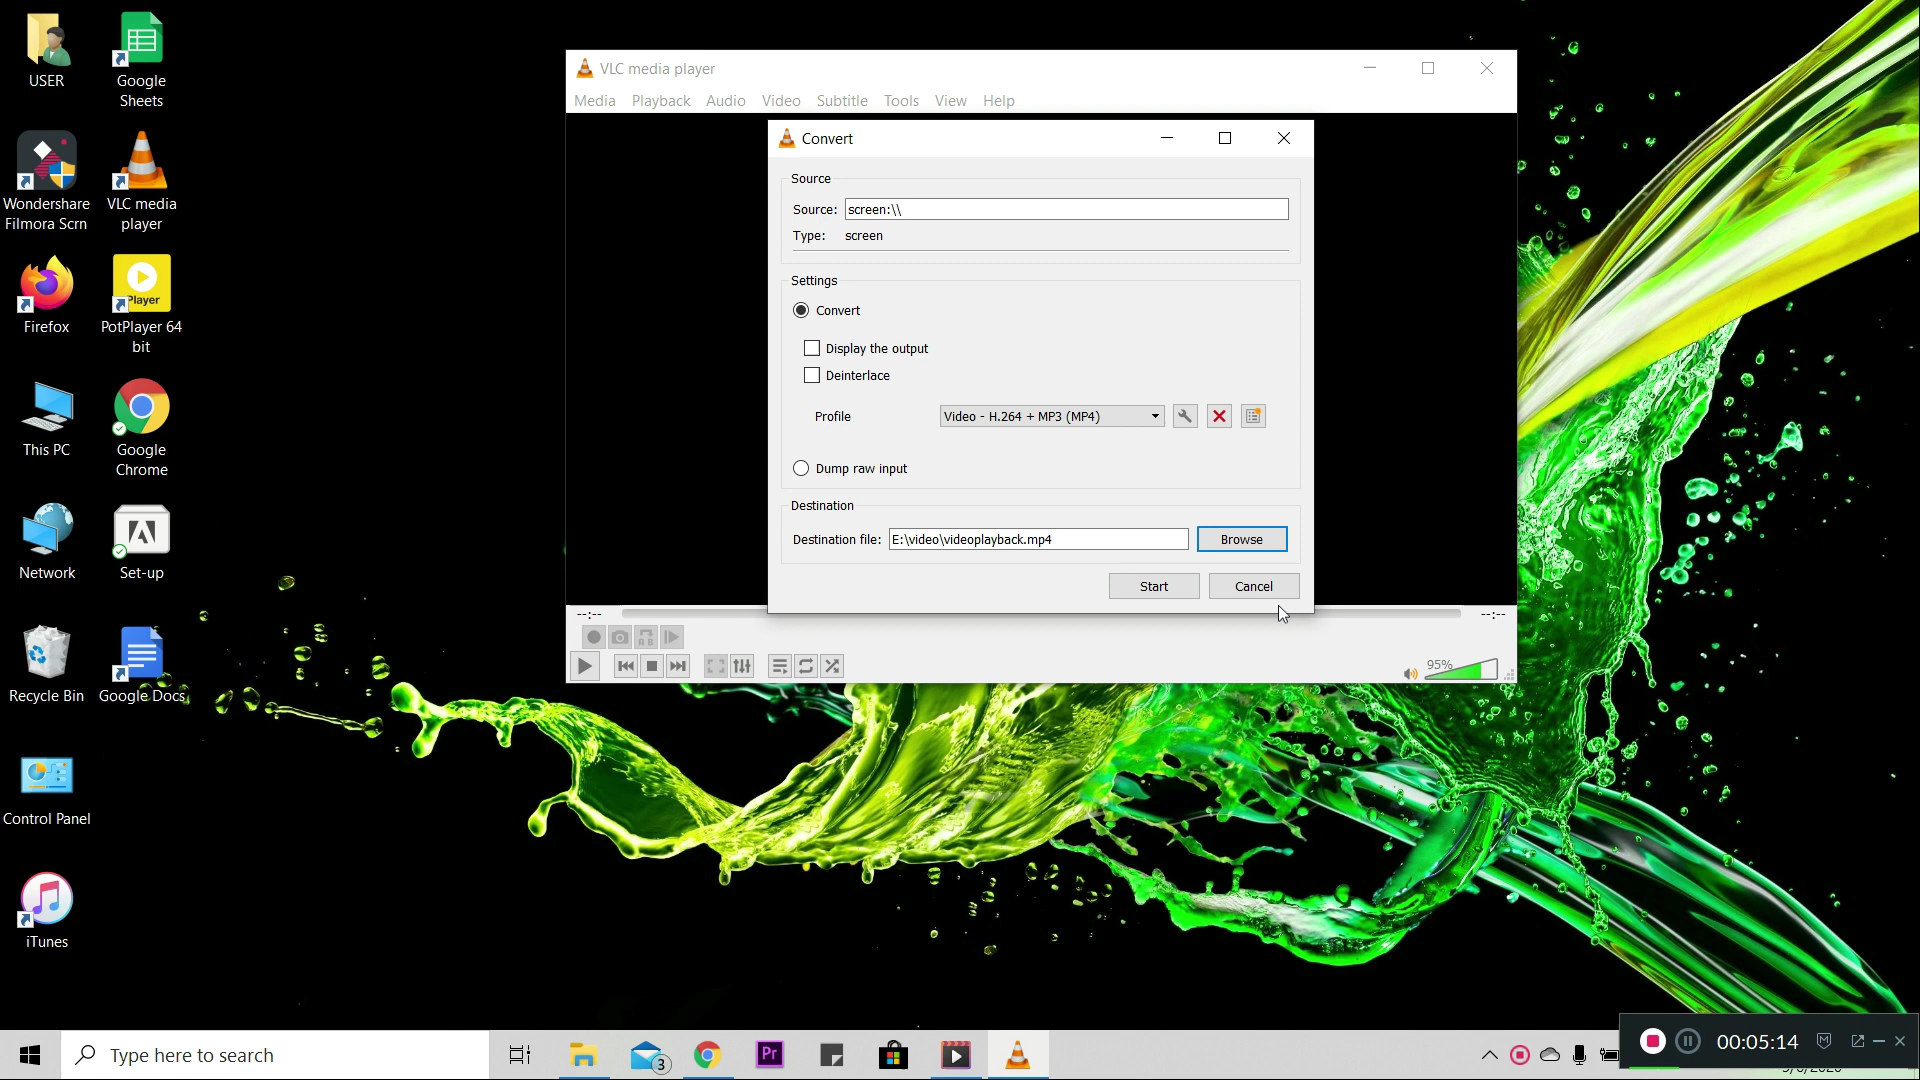 USER
Google
Sheets
Wondershare
Filmora Scrn
VLC media
player
Firefox
Player
PotPlayer 64
bit
This PC
Google
Chrome
Network
Set-up
Recycle Bin
Google Docs
Control Panel
iTunes
VLC media player
Media Playback Audio Video Subtitle Tools View Help
Convert
Source
Source: screen:\\
Type: screen
Settings
Convert
Display the output
Deinterlace
Profile Video - H.264 + MP3 (MP4)
Dump raw input
Destination
Destination file: E:\video\videoplayback.mp4 Browse
Start Cancel
--:-- --:--
95%
Type here to search
3
Pr
00:05:14